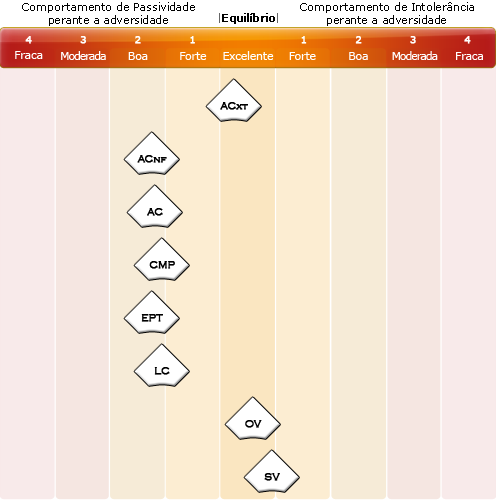 Comportamento de Passividade
perante a adversidade
|Equilíbrio|
Comportamento de Intolerância
perante a adversidade
4 3 2 1 1 2 3 4
Fraca Moderada Boa Forte Excelente Forte Boa Moderada Fraca
ACXT
ACNF
AC
CMP
EPT
LC
OV
SV